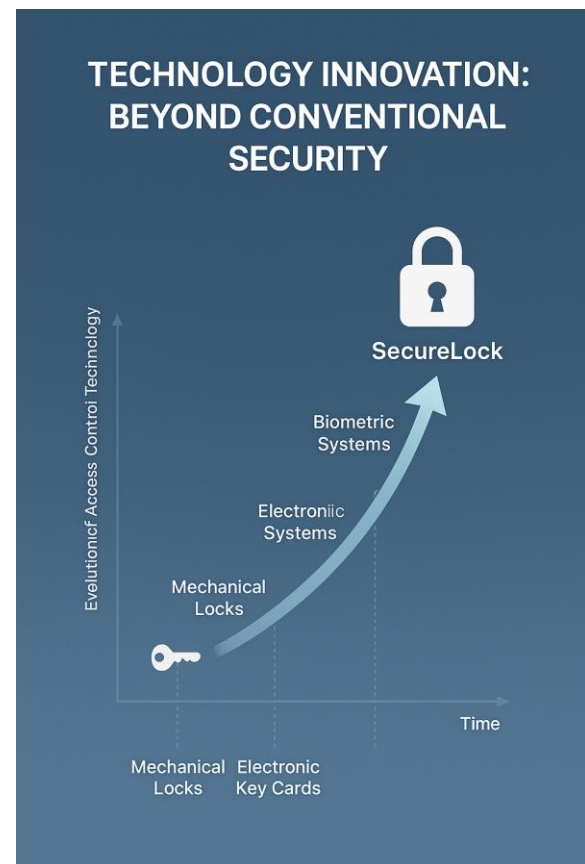 TECHNOLOGY INNOVATION:
BEYOND CONVENTIONAL
SECURITY
SecureLock
Biometric
Systems
Electroniic
Systems
Mechanical
Locks
Evelutionicf Access Controi Technclogy
Time
Mechanical
Locks
Electronic
Key Cards